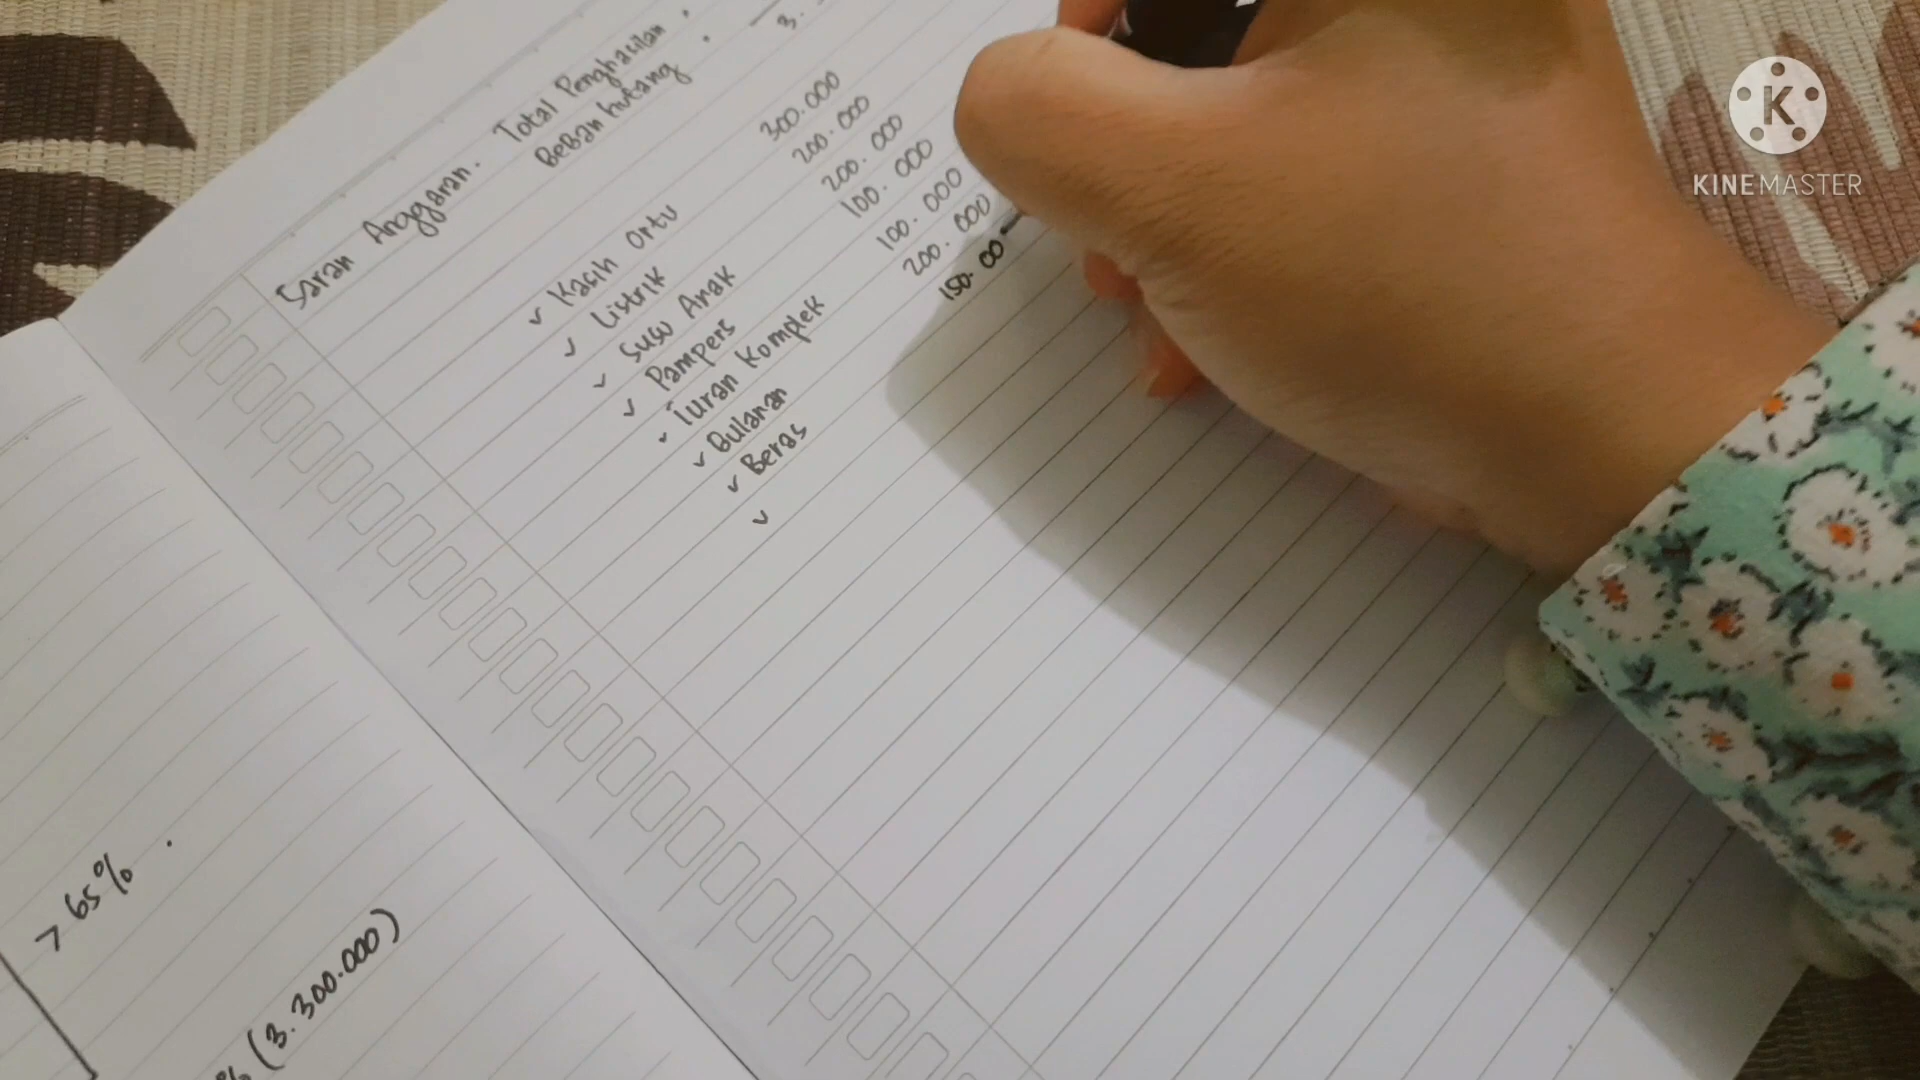 Saran Anggaran. Total Penghasilan :
Beban hutang :
3.
✓ Kasih Ortu 300.000
✓ Listrik 200.000
✓ Susu Anak 200.000
✓ Pampers 100.000
✓ Iuran Komplek 100.000
✓ Bulanan 200.000
✓ Beras 150.00
✓
> 65%.
% (3.300.000)
KINEMASTER